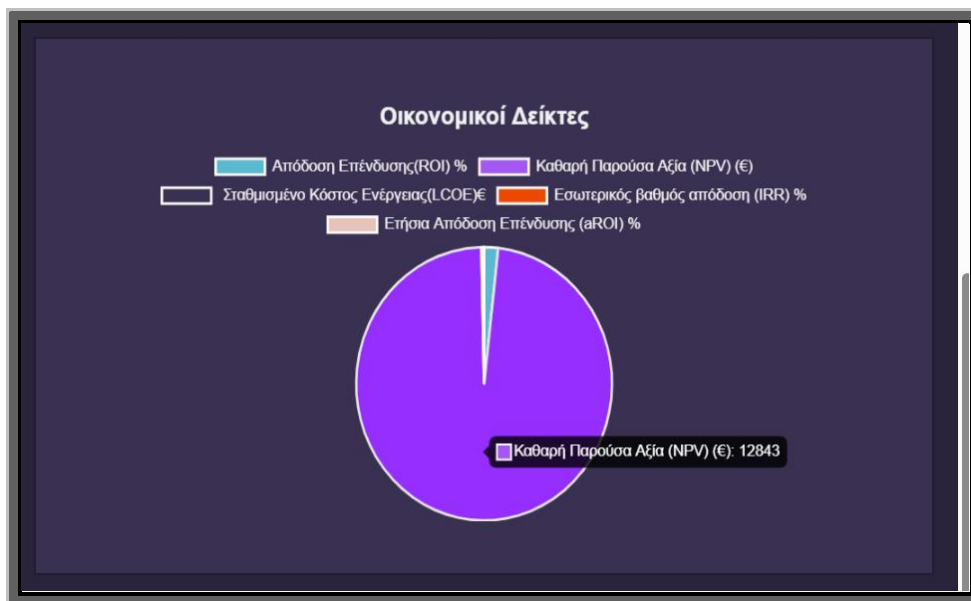 Οικονομικοί Δείκτες
Απόδοση Επένδυσης(ROI) % Καθαρή Παρούσα Αξία (NPV) (€)
Σταθμισμένο Κόστος Ενέργειας(LCOE)€ Εσωτερικός βαθμός απόδοση (IRR) %
Ετήσια Απόδοση Επένδυσης (aROI) %
Καθαρή Παρούσα Αξία (NPV) (€): 12843